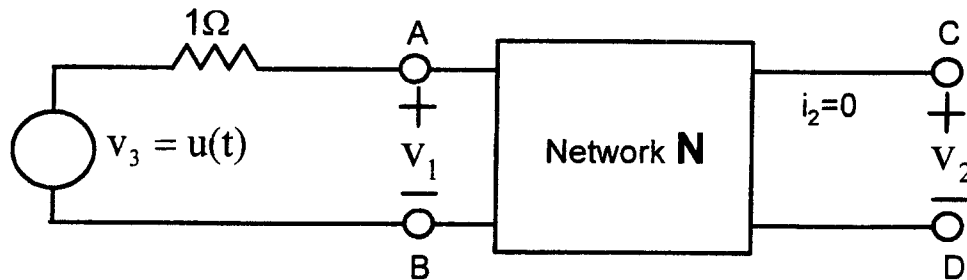 1Ω
A
C
+
i₂=0
+
v₃ = u(t)
v₁
Network N
v₂
−
−
B
D